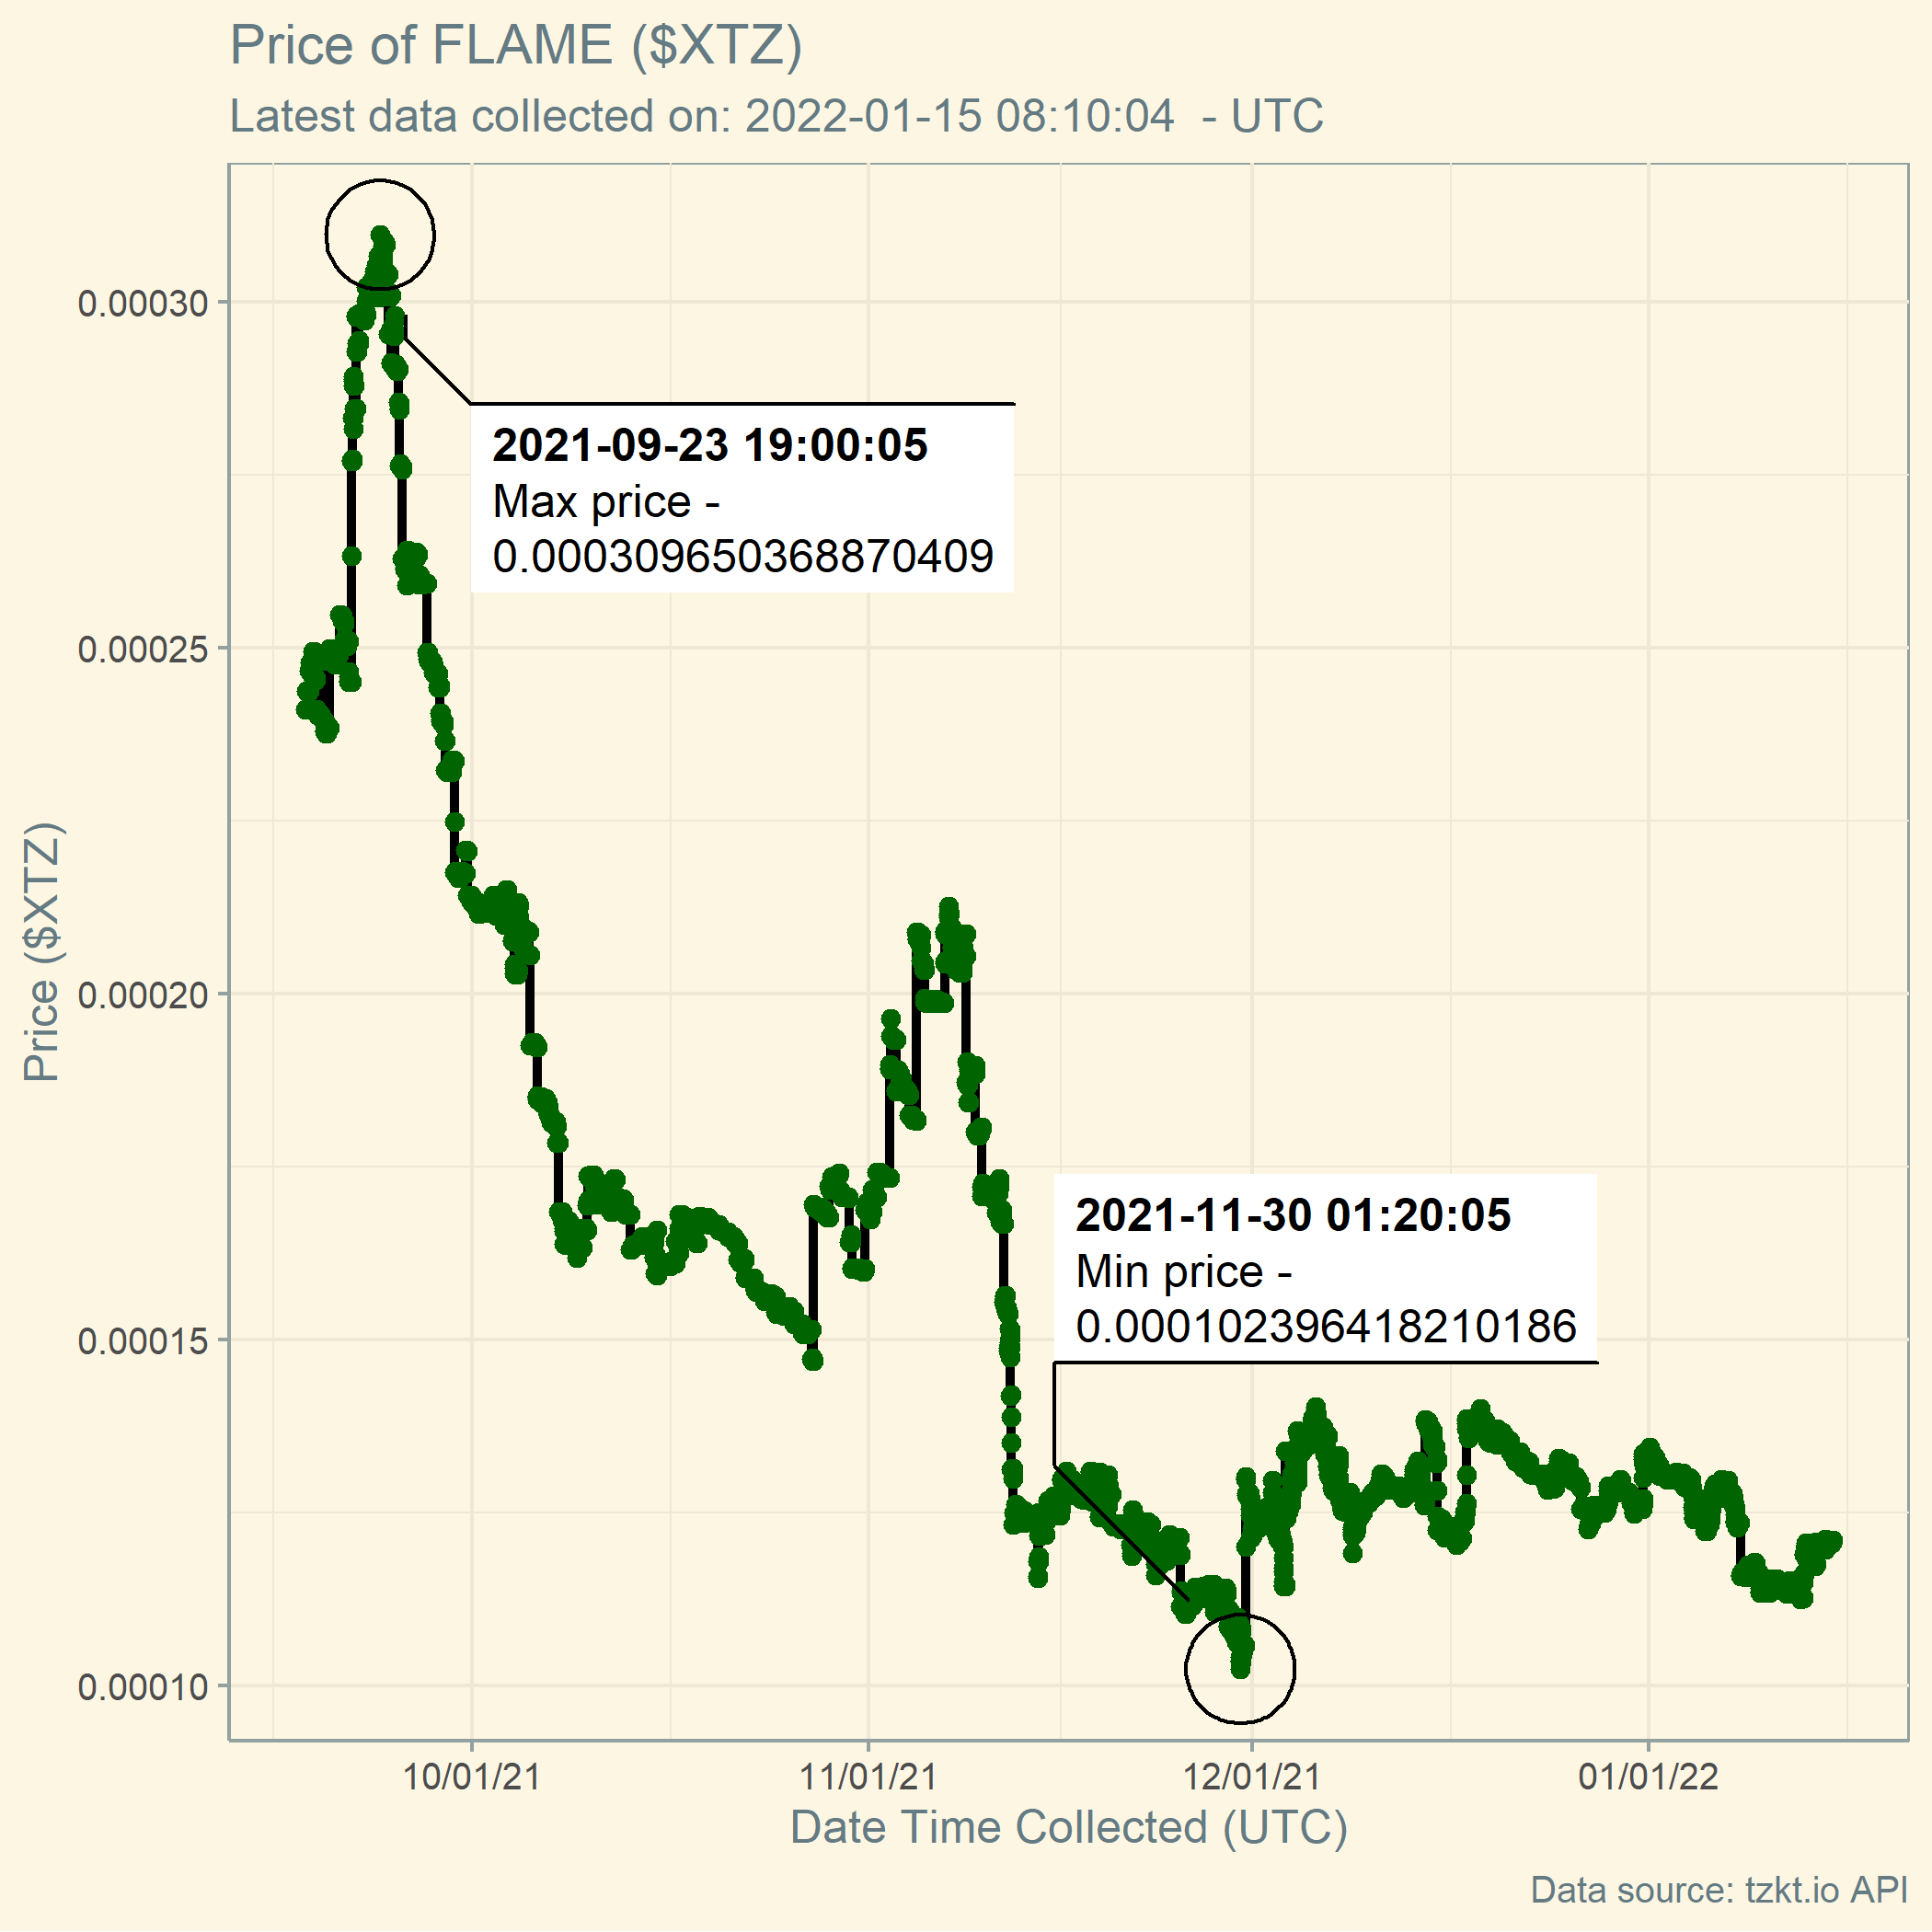 Price of FLAME ($XTZ)
Latest data collected on: 2022-01-15 08:10:04  - UTC
0.00030
0.00025
0.00020
0.00015
0.00010
Price ($XTZ)
2021-09-23 19:00:05
Max price -
0.000309650368870409
2021-11-30 01:20:05
Min price -
0.000102396418210186
10/01/21
11/01/21
12/01/21
01/01/22
Date Time Collected (UTC)
Data source: tzkt.io API